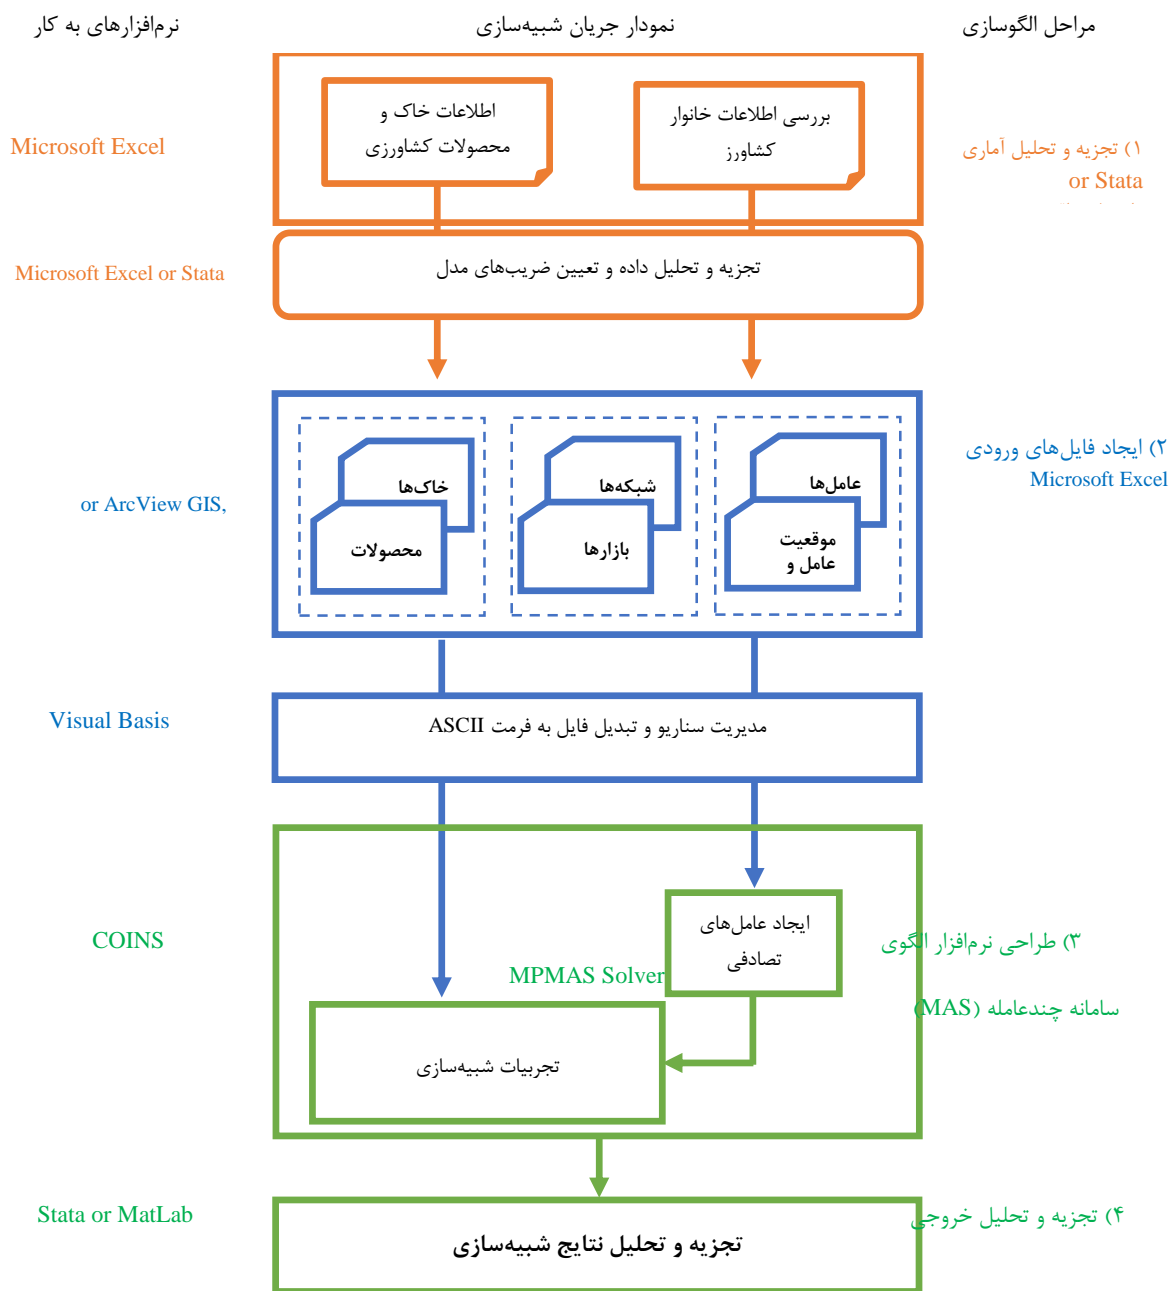 مراحل الگوسازی
نمودار جریان شبیه‌سازی
نرم‌افزارهای به کار
بررسی اطلاعات خانوار
کشاورز
اطلاعات خاک و
محصولات کشاورزی
۱) تجزیه و تحلیل آماری
or Stata
Microsoft Excel
تجزیه و تحلیل داده و تعیین ضریب‌های مدل
Microsoft Excel or Stata
۲) ایجاد فایل‌های ورودی
Microsoft Excel
عامل‌ها
موقعیت
عامل و
شبکه‌ها
بازارها
خاک‌ها
محصولات
or ArcView GIS,
مدیریت سناریو و تبدیل فایل به فرمت ASCII
Visual Basis
۳) طراحی نرم‌افزار الگوی
سامانه چندعامله (MAS)
ایجاد عامل‌های
تصادفی
MPMAS Solver
تجربیات شبیه‌سازی
COINS
۴) تجزیه و تحلیل خروجی
تجزیه و تحلیل نتایج شبیه‌سازی
Stata or MatLab